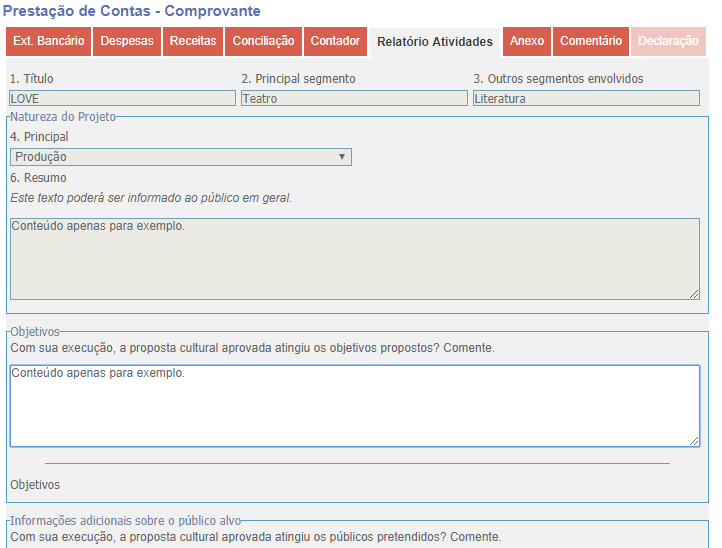 Prestação de Contas - Comprovante
Ext. Bancário Despesas Receitas Conciliação Contador Relatório Atividades Anexo Comentário Declaração
1. Título 2. Principal segmento 3. Outros segmentos envolvidos
LOVE Teatro Literatura
Natureza do Projeto
4. Principal
Produção
6. Resumo
Este texto poderá ser informado ao público em geral.
Conteúdo apenas para exemplo.
Objetivos
Com sua execução, a proposta cultural aprovada atingiu os objetivos propostos? Comente.
Conteúdo apenas para exemplo.
Objetivos
Informações adicionais sobre o público alvo
Com sua execução, a proposta cultural aprovada atingiu os públicos pretendidos? Comente.